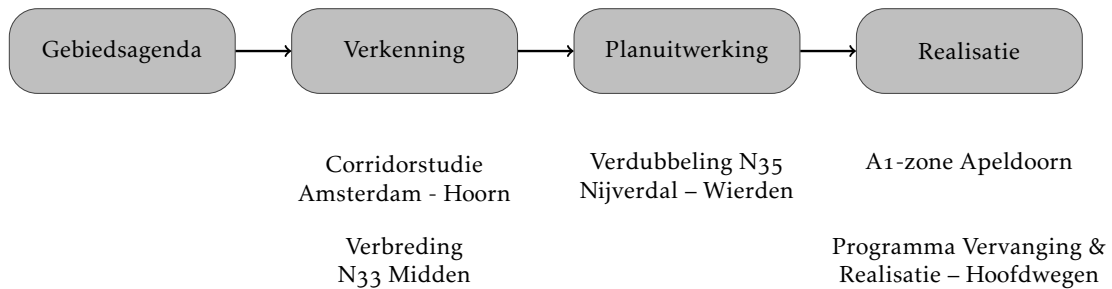 Gebiedsagenda
Verkenning
Planuitwerking
Realisatie
Corridorstudie
Amsterdam - Hoorn
Verbreding
N33 Midden
Verdubbeling N35
Nijverdal – Wierden
A1-zone Apeldoorn
Programma Vervanging &
Realisatie – Hoofdwegen